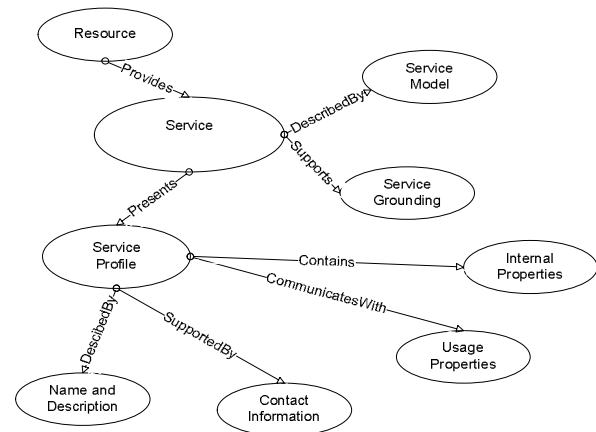 Resource
Provides
Service
Model
DescribedBy
Service
Supports
Service
Grounding
Presents
Service
Profile
Contains
Internal
Properties
CommunicatesWith
DescibedBy
SupportedBy
Usage
Properties
Name and
Description
Contact
Information